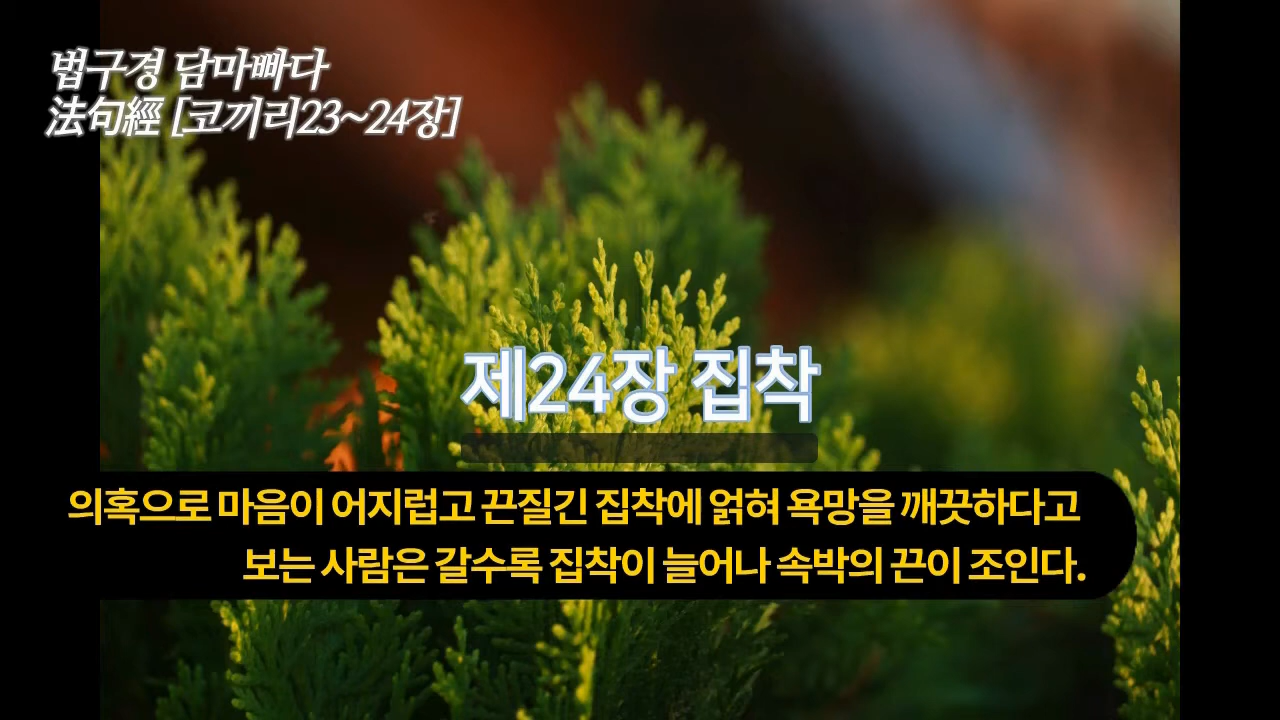 법구경 담마빠다
法句經 [코끼리23~24장]
제24장 집착
의혹으로 마음이 어지럽고 끈질긴 집착에 얽혀 욕망을 깨끗하다고
보는 사람은 갈수록 집착이 늘어나 속박의 끈이 조인다.